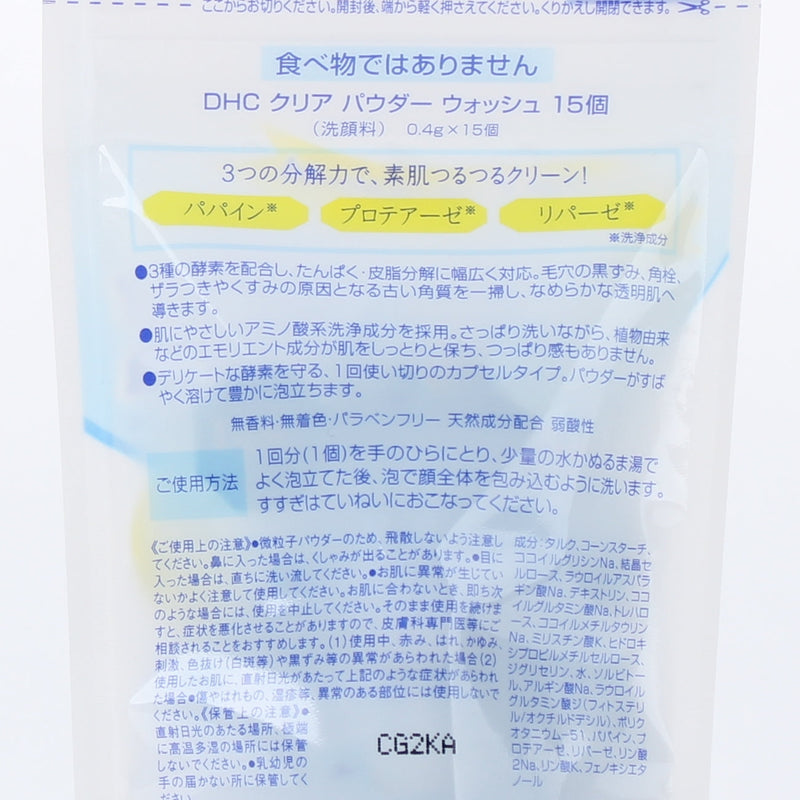 ここからお切りください。開封後、端から軽く押さえてください。くりかえし開閉できます。
食べ物ではありません
DHC クリア パウダー ウォッシュ 15個
(洗顔料) 0.4g×15個
3つの分解力で、素肌つるつるクリーン!
パパイン※ プロテアーゼ※ リパーゼ※
※洗浄成分
●3種の酵素を配合し、たんぱく・皮脂分解に幅広く対応。毛穴の黒ずみ、角栓、
ザラつきやくすみの原因となる古い角質を一掃し、なめらかな透明肌へ
導きます。
●肌にやさしいアミノ酸系洗浄成分を採用。さっぱり洗いながら、植物由来
などのエモリエント成分が肌をしっとりと保ち、つっぱり感もありません。
●デリケートな酵素を守る、1回使い切りのカプセルタイプ。パウダーがすば
やく溶けて豊かに泡立ちます。
無香料・無着色・パラベンフリー 天然成分配合 弱酸性
ご使用方法
1回分(1個)を手のひらにとり、少量の水かぬるま湯で
よく泡立てた後、泡で顔全体を包み込むように洗います。
すすぎはていねいにおこなってください。
《ご使用上の注意》●微粒子パウダーのため、飛散しないよう注意し
てください。鼻に入った場合は、くしゃみが出ることがあります。●目に
入った場合は、直ちに洗い流してください。●お肌に異常が生じてい
ないかよく注意して使用してください。お肌に合わないとき、即ち次
のような場合には、使用を中止してください。そのまま使用を続けま
すと、症状を悪化させることがありますので、皮膚科専門医等にご
相談されることをおすすめします。(1)使用中、赤み、はれ、かゆみ、
刺激、色抜け(白斑等)や黒ずみ等の異常があらわれた場合(2)
使用したお肌に、直射日光があたって上記のような症状があらわれ
た場合●傷やはれもの、湿疹等、異常のある部位には使用しないで
ください。《保管上の注意》●
直射日光のあたる場所、極端
に高温多湿の場所には保管
しないでください。●乳幼児の
手の届かない所に保管してく
ださい。
CG2KA
成分:タルク、コーンスターチ、
ココイルグリシンNa、結晶セ
ルロース、ラウロイルアスパラ
ギン酸Na、デキストリン、ココ
イルグルタミン酸Na、トレハロ
ース、ココイルメチルタウリン
Na、ミリスチン酸K、ヒドロキ
シプロピルメチルセルロース、
ジグリセリン、水、ソルビトー
ル、アルギン酸Na、ラウロイル
グルタミン酸ジ(フィトステリ
ル/オクチルドデシル)、ポリク
オタニウム-51、パパイン、プ
ロテアーゼ、リパーゼ、リン酸
2Na、リン酸K、フェノキシエタ
ノール